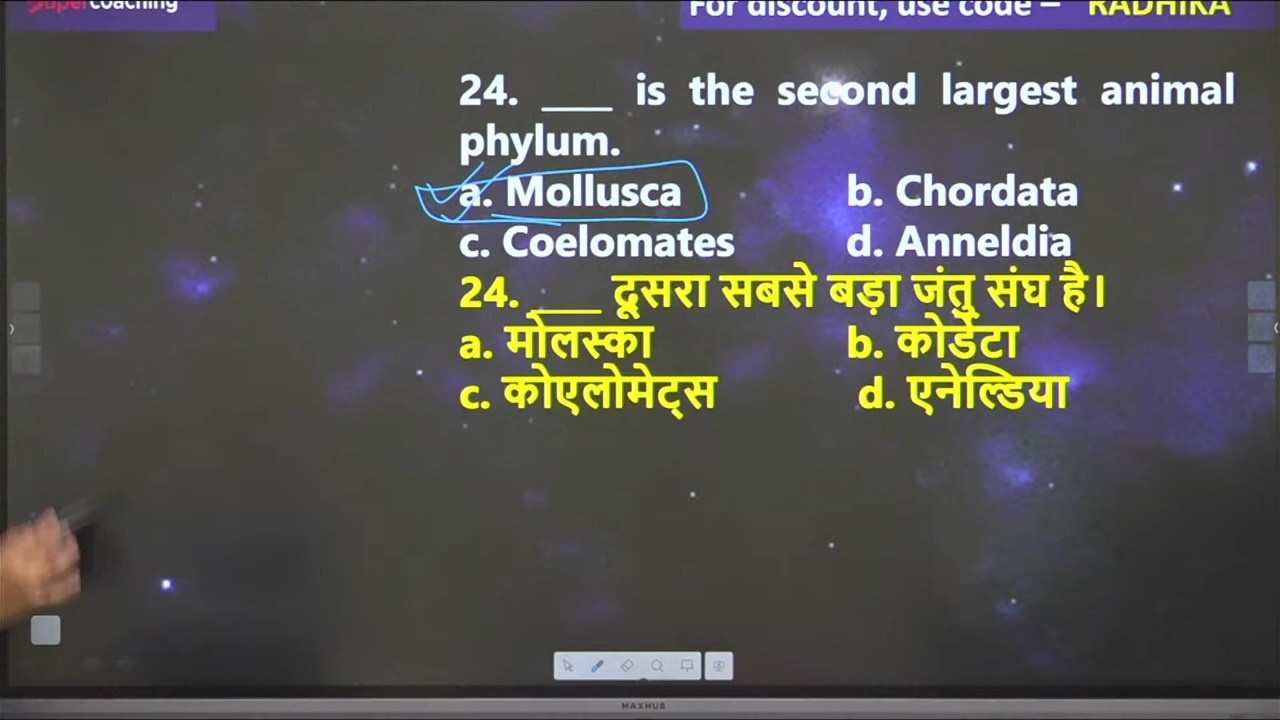 supercoaching
For discount, use code – RADHIKA
24. ___ is the second largest animal
phylum.
a. Mollusca b. Chordata
c. Coelomates d. Anneldia
24. ___ दूसरा सबसे बड़ा जंतु संघ है।
a. मोलस्का b. कोर्डेटा
c. कोएलोमेट्स d. एनेल्डिया
MAXHUB